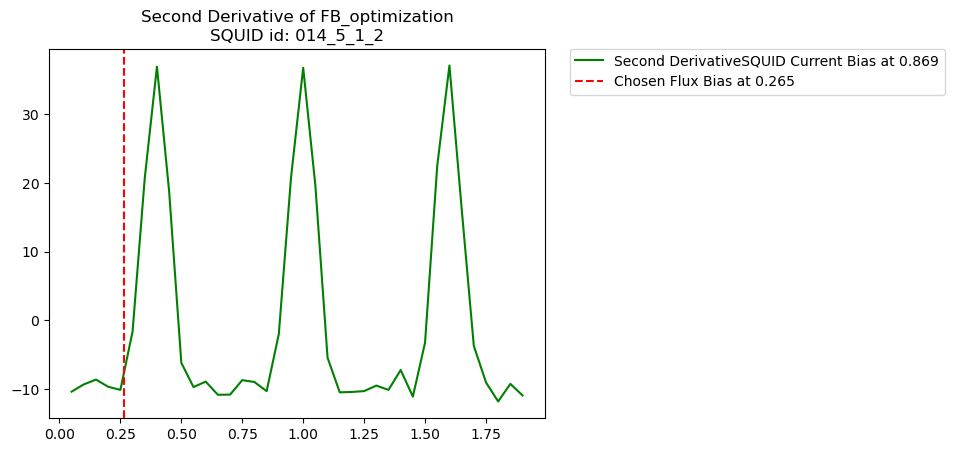 Second Derivative of FB_optimization
SQUID id: 014_5_1_2
Second DerivativeSQUID Current Bias at 0.869
Chosen Flux Bias at 0.265
30
20
10
0
−10
0.00 0.25 0.50 0.75 1.00 1.25 1.50 1.75